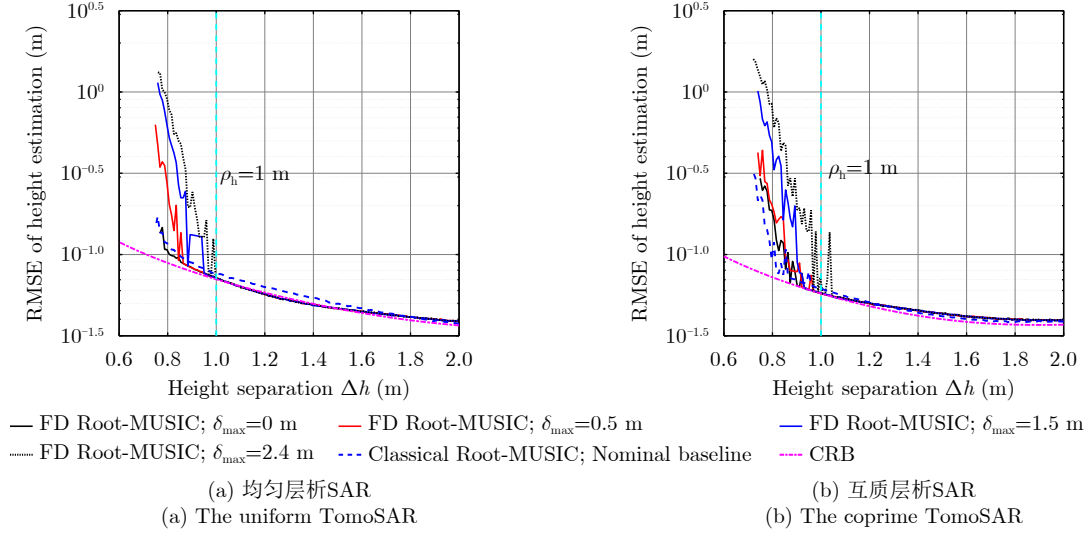 RMSE of height estimation (m)
10^0.5
10^0
10^−0.5
10^−1.0
10^−1.5
ρ_h=1 m
0.6 0.8 1.0 1.2 1.4 1.6 1.8 2.0
Height separation Δh (m)
RMSE of height estimation (m)
10^0.5
10^0
10^−0.5
10^−1.0
10^−1.5
ρ_h=1 m
0.6 0.8 1.0 1.2 1.4 1.6 1.8 2.0
Height separation Δh (m)
FD Root-MUSIC; δ_max=0 m
FD Root-MUSIC; δ_max=0.5 m
FD Root-MUSIC; δ_max=1.5 m
FD Root-MUSIC; δ_max=2.4 m
Classical Root-MUSIC; Nominal baseline
CRB
(a) 均匀层析SAR
(a) The uniform TomoSAR
(b) 互质层析SAR
(b) The coprime TomoSAR